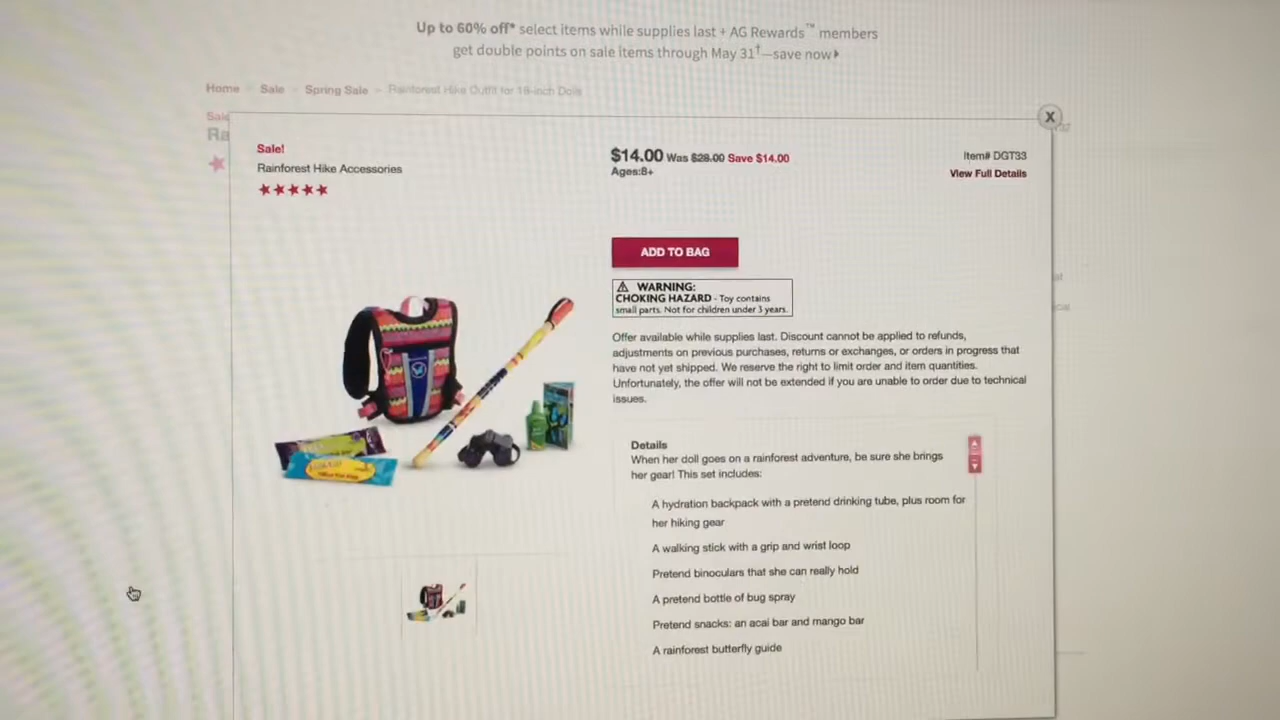 Up to 60% off* select items while supplies last + AG Rewards™ members
get double points on sale items through May 31†—save now▸
Home Sale Spring Sale Rainforest Hike Outfit for 18-inch Dolls
Sale
Ra
Sale!
Rainforest Hike Accessories
$14.00 Was $28.00 Save $14.00
Ages:8+
Item# DGT33
View Full Details
X
ADD TO BAG
⚠ WARNING:
CHOKING HAZARD - Toy contains
small parts. Not for children under 3 years.
Offer available while supplies last. Discount cannot be applied to refunds,
adjustments on previous purchases, returns or exchanges, or orders in progress that
have not yet shipped. We reserve the right to limit order and item quantities.
Unfortunately, the offer will not be extended if you are unable to order due to technical
issues.
Details
When her doll goes on a rainforest adventure, be sure she brings
her gear! This set includes:
A hydration backpack with a pretend drinking tube, plus room for
her hiking gear
A walking stick with a grip and wrist loop
Pretend binoculars that she can really hold
A pretend bottle of bug spray
Pretend snacks: an acai bar and mango bar
A rainforest butterfly guide